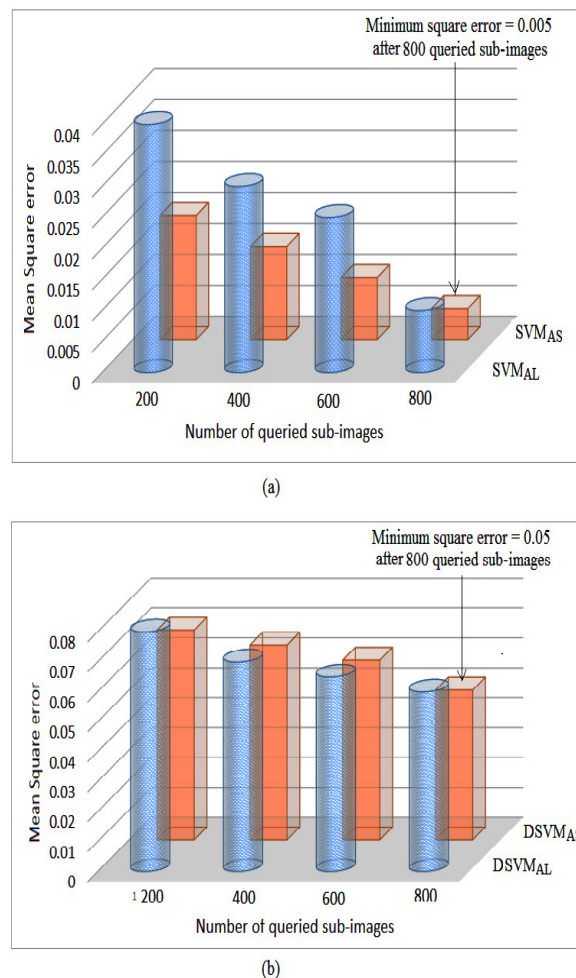 Minimum square error = 0.005
after 800 queried sub-images
0.04
0.035
0.03
0.025
0.02
0.015
0.01
0.005
0
Mean Square error
SVMAS
SVMAL
200 400 600 800
Number of queried sub-images
(a)
Minimum square error = 0.05
after 800 queried sub-images
0.08
0.07
0.06
0.05
0.04
0.03
0.02
0.01
0
Mean Square error
DSVMAS
DSVMAL
1 200 400 600 800
Number of queried sub-images
(b)